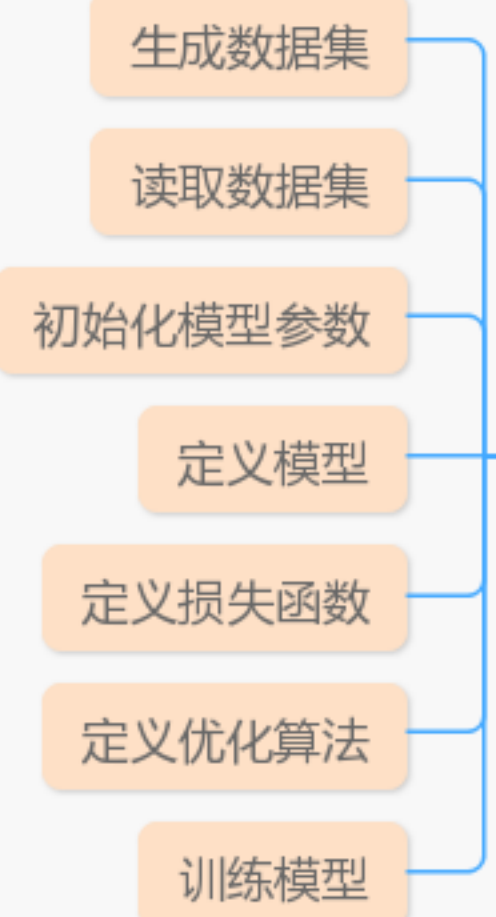 生成数据集
读取数据集
初始化模型参数
定义模型
定义损失函数
定义优化算法
训练模型